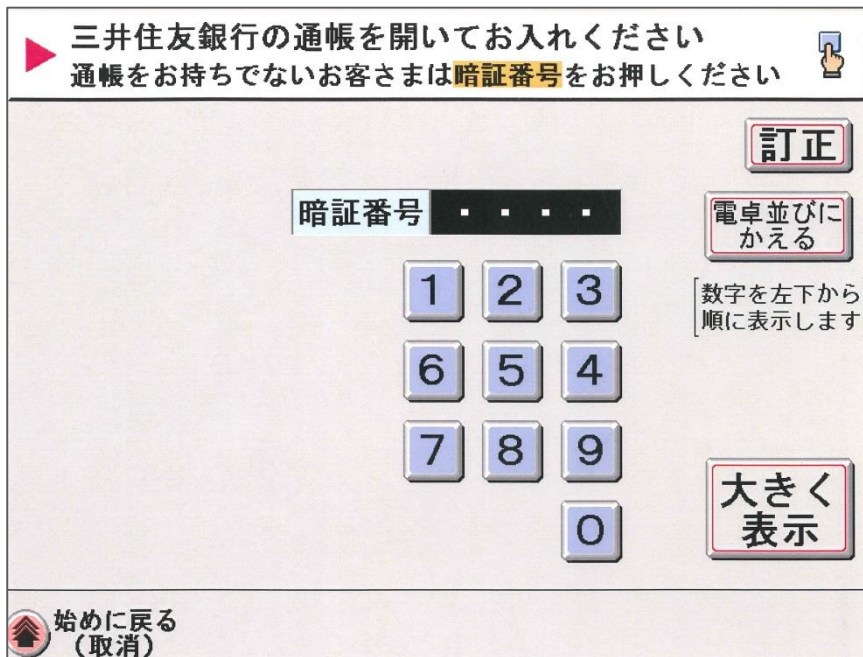 三井住友銀行の通帳を開いてお入れください
通帳をお持ちでないお客さまは暗証番号をお押しください
訂正
暗証番号
電卓並びに
かえる
数字を左下から
順に表示します
1 2 3
6 5 4
7 8 9
0
大きく
表示
始めに戻る
(取消)